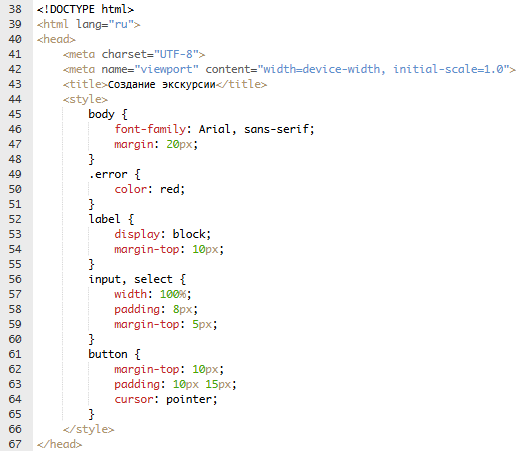 38 <!DOCTYPE html>
39 <html lang="ru">
40 <head>
41     <meta charset="UTF-8">
42     <meta name="viewport" content="width=device-width, initial-scale=1.0">
43     <title>Создание экскурсии</title>
44     <style>
45         body {
46             font-family: Arial, sans-serif;
47             margin: 20px;
48         }
49         .error {
50             color: red;
51         }
52         label {
53             display: block;
54             margin-top: 10px;
55         }
56         input, select {
57             width: 100%;
58             padding: 8px;
59             margin-top: 5px;
60         }
61         button {
62             margin-top: 10px;
63             padding: 10px 15px;
64             cursor: pointer;
65         }
66     </style>
67 </head>